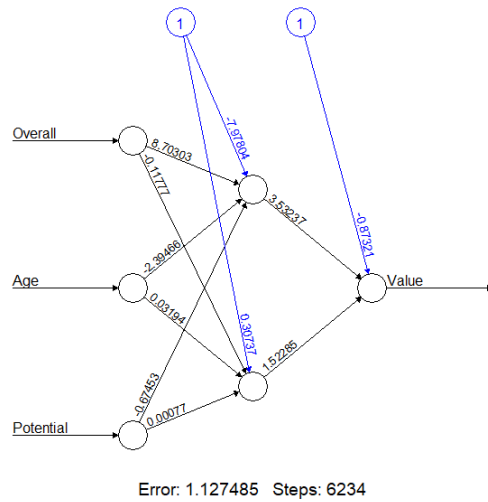 1
1
-7.97804
Overall
8.70303
-0.11777
3.53237
-0.87321
-2.39466
Age
Value
0.03194
0.30737
1.52285
-0.67453
0.00077
Potential
Error: 1.127485 Steps: 6234